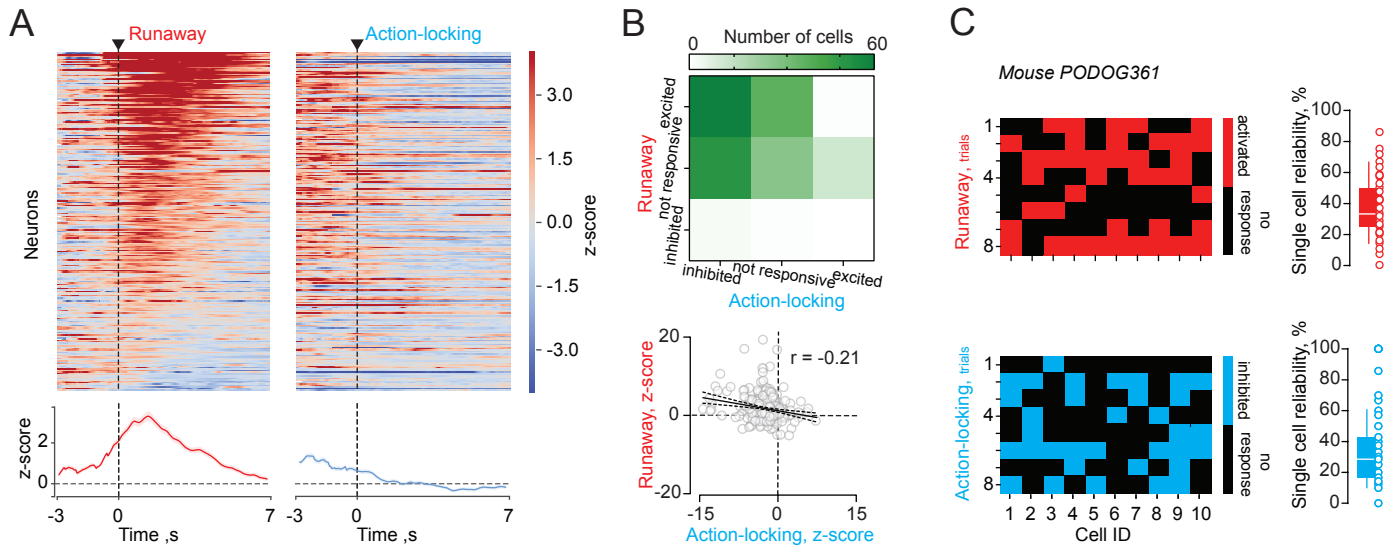 A
Runaway
Action-locking
Neurons
3.0
1.5
0.0
-1.5
-3.0
z-score
z-score
2
0
-3
0
7
Time ,s
-3
0
7
Time ,s
B
Number of cells
0
60
Runaway
excited
not responsive
inhibited
inhibited
not responsive
excited
Action-locking
r = -0.21
Runaway, z-score
20
0
-20
-15
0
15
Action-locking, z-score
C
Mouse PODOG361
Runaway, trials
1
4
8
activated
no response
Single cell reliability, %
100
80
60
40
20
0
Action-locking, trials
1
4
8
1 2 3 4 5 6 7 8 9 10
Cell ID
inhibited
no response
Single cell reliability, %
100
80
60
40
20
0